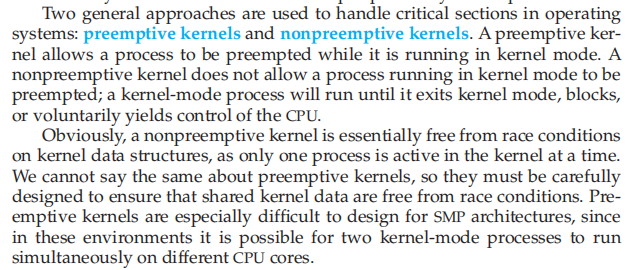 Two general approaches are used to handle critical sections in operating
systems: preemptive kernels and nonpreemptive kernels. A preemptive ker-
nel allows a process to be preempted while it is running in kernel mode. A
nonpreemptive kernel does not allow a process running in kernel mode to be
preempted; a kernel-mode process will run until it exits kernel mode, blocks,
or voluntarily yields control of the CPU.
Obviously, a nonpreemptive kernel is essentially free from race conditions
on kernel data structures, as only one process is active in the kernel at a time.
We cannot say the same about preemptive kernels, so they must be carefully
designed to ensure that shared kernel data are free from race conditions. Pre-
emptive kernels are especially difficult to design for SMP architectures, since
in these environments it is possible for two kernel-mode processes to run
simultaneously on different CPU cores.